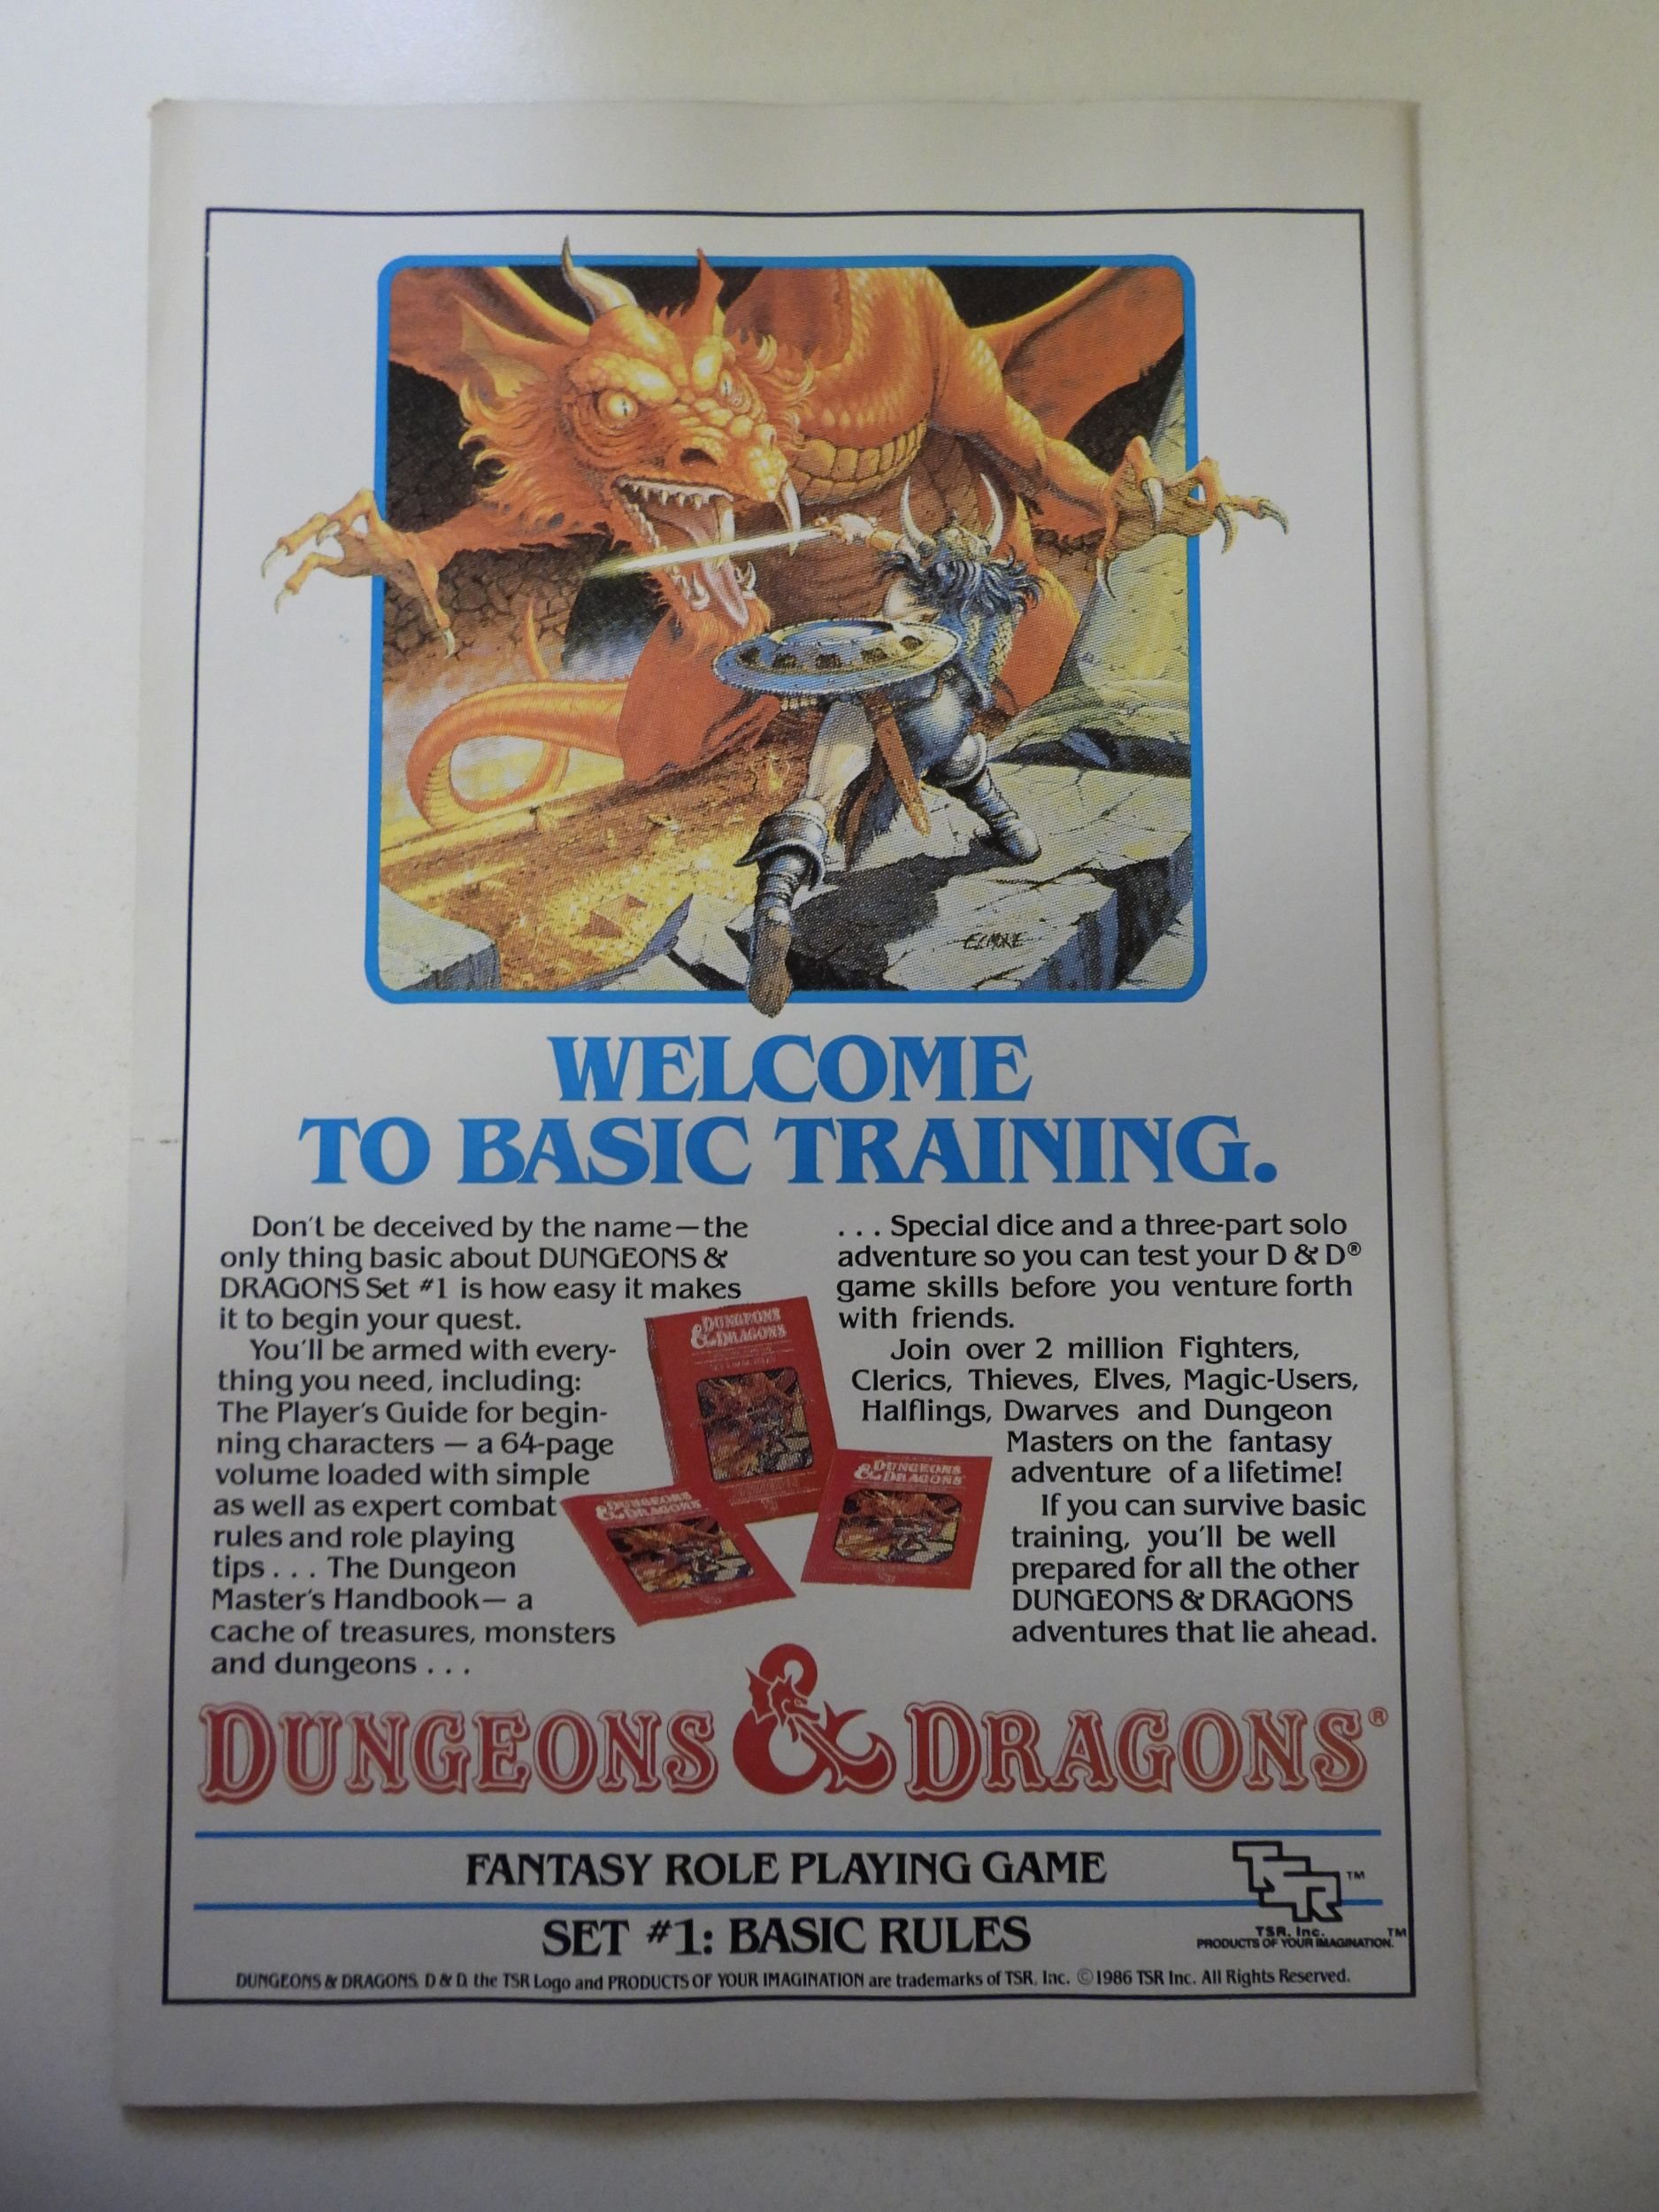 ELMORE
WELCOME
TO BASIC TRAINING.
Don't be deceived by the name—the
only thing basic about DUNGEONS &
DRAGONS Set #1 is how easy it makes
it to begin your quest.
You'll be armed with every-
thing you need, including:
The Player's Guide for begin-
ning characters — a 64-page
volume loaded with simple
as well as expert combat
rules and role playing
tips . . . The Dungeon
Master's Handbook— a
cache of treasures, monsters
and dungeons . . .
. . . Special dice and a three-part solo
adventure so you can test your D & D®
game skills before you venture forth
with friends.
Join over 2 million Fighters,
Clerics, Thieves, Elves, Magic-Users,
Halflings, Dwarves and Dungeon
Masters on the fantasy
adventure of a lifetime!
If you can survive basic
training, you'll be well
prepared for all the other
DUNGEONS & DRAGONS
adventures that lie ahead.
DUNGEONS
& DRAGONS
DUNGEONS
& DRAGONS
DUNGEONS
& DRAGONS
DUNGEONS & DRAGONS®
FANTASY ROLE PLAYING GAME
TSR™
TSR, Inc.
PRODUCTS OF YOUR IMAGINATION.™
SET #1: BASIC RULES
DUNGEONS & DRAGONS, D & D, the TSR Logo and PRODUCTS OF YOUR IMAGINATION are trademarks of TSR, Inc. ©1986 TSR Inc. All Rights Reserved.